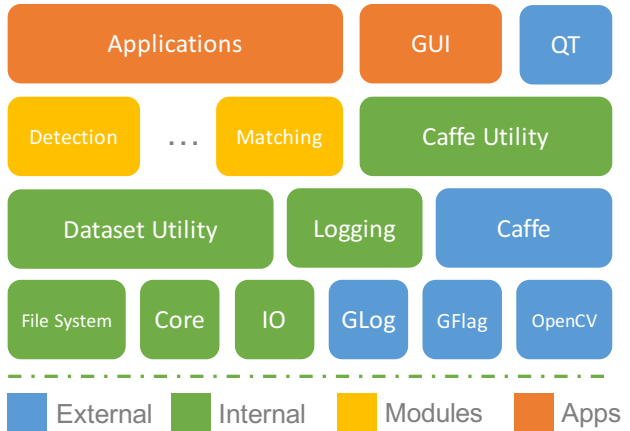 Applications GUI QT
Detection ... Matching Caffe Utility
Dataset Utility Logging Caffe
File System Core IO GLog GFlag OpenCV
External Internal Modules Apps